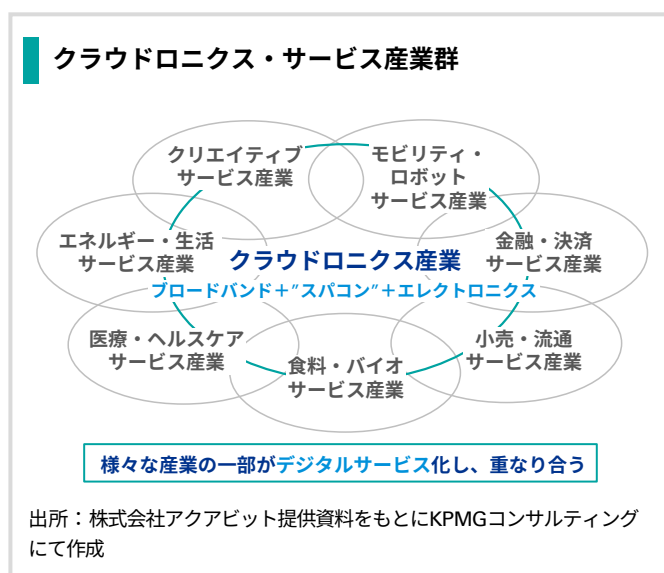 クラウドロニクス・サービス産業群
クリエイティブ
サービス産業
モビリティ・
ロボット
サービス産業
エネルギー・生活
サービス産業
クラウドロニクス産業
ブロードバンド＋”スパコン”＋エレクトロニクス
金融・決済
サービス産業
医療・ヘルスケア
サービス産業
食料・バイオ
サービス産業
小売・流通
サービス産業
様々な産業の一部がデジタルサービス化し、重なり合う
出所：株式会社アクアビット提供資料をもとにKPMGコンサルティング
にて作成